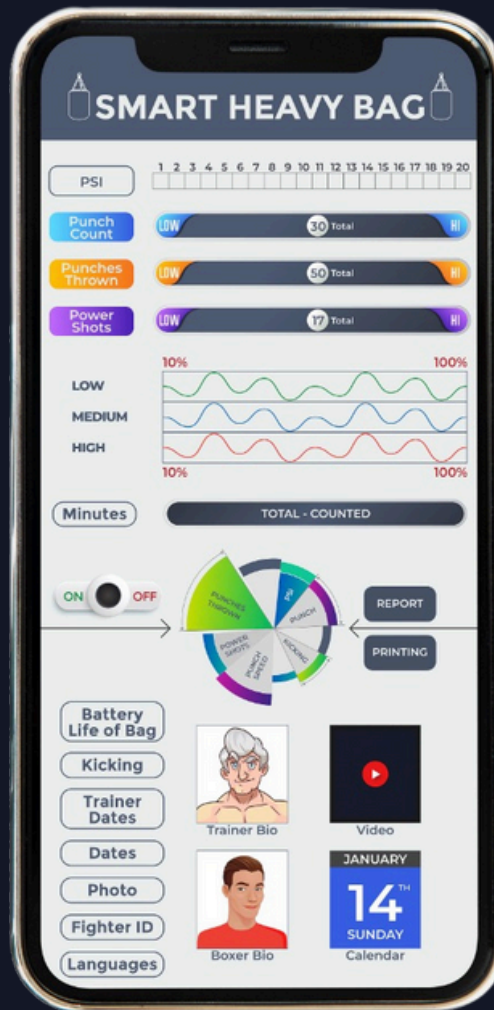 SMART HEAVY BAG
1 2 3 4 5 6 7 8 9 10 11 12 13 14 15 16 17 18 19 20
PSI
Punch
Count
LOW 30 Total HI
Punches
Thrown
LOW 50 Total HI
Power
Shots
LOW 17 Total HI
10% 100%
LOW
MEDIUM
HIGH
10% 100%
Minutes
TOTAL - COUNTED
ON OFF
PUNCHES
THROWN
PSI
PUNCH
KICKING
PUNCH
SPEED
POWER
SHOTS
REPORT
PRINTING
Battery
Life of Bag
Kicking
Trainer
Dates
Dates
Photo
Fighter ID
Languages
Trainer Bio
Video
Boxer Bio
JANUARY
14TH
SUNDAY
Calendar